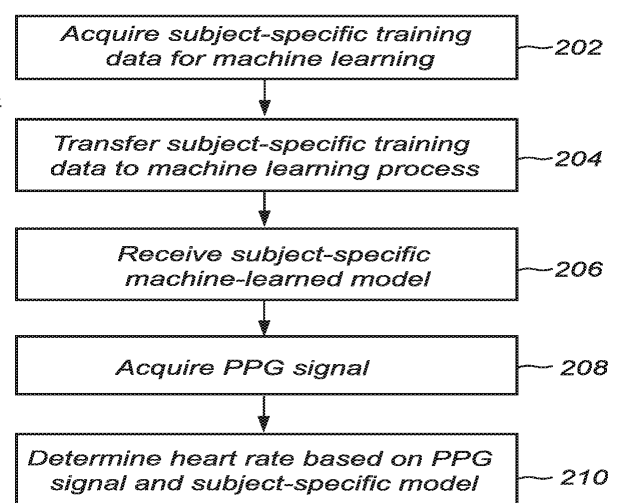 Acquire subject-specific training
data for machine learning
202
Transfer subject-specific training
data to machine learning process
204
Receive subject-specific
machine-learned model
206
Acquire PPG signal
208
Determine heart rate based on PPG
signal and subject-specific model
210